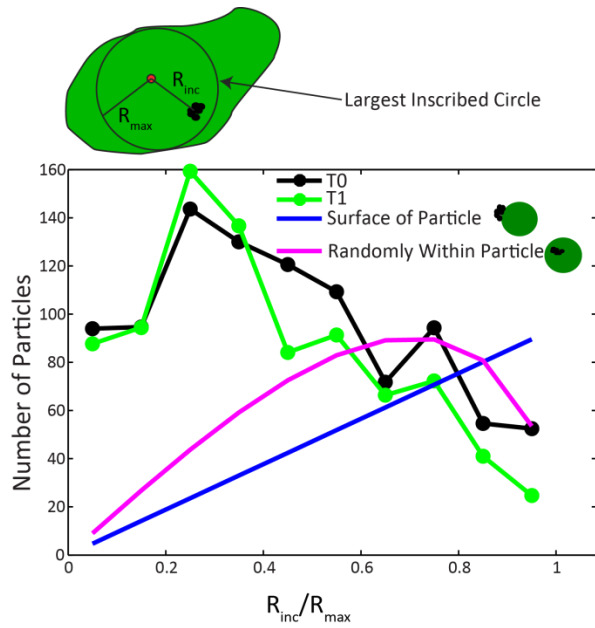 R_inc
R_max
Largest Inscribed Circle
160
140
120
100
80
60
40
20
0
Number of Particles
T0
T1
Surface of Particle
Randomly Within Particle
0 0.2 0.4 0.6 0.8 1
R_inc/R_max